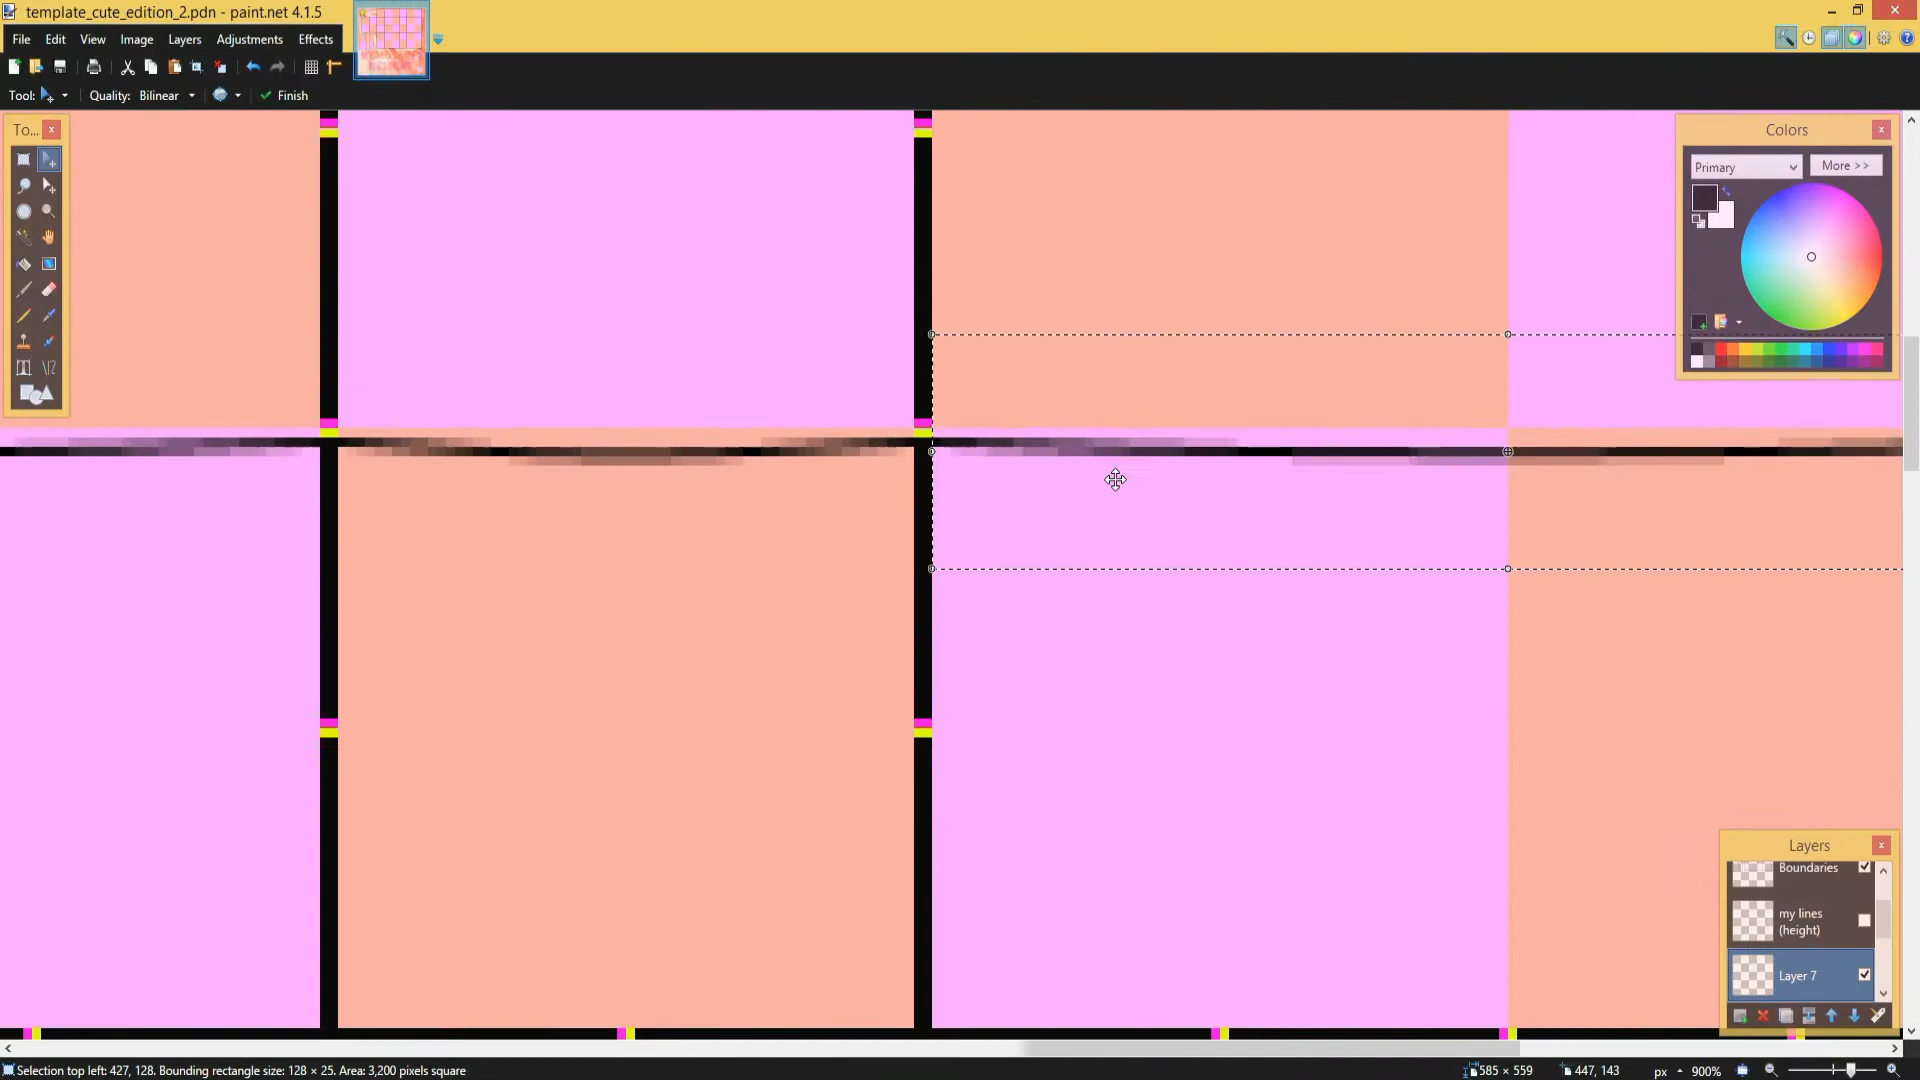 template_cute_edition_2.pdn - paint.net 4.1.5
File Edit View Image Layers Adjustments Effects
Tool: Quality: Bilinear Finish
To...
Colors
Primary More >>
Layers
Boundaries
my lines
(height)
Layer 7
Selection top left: 427, 128. Bounding rectangle size: 128 × 25. Area: 3,200 pixels square 585 × 559 447, 143 px 900%